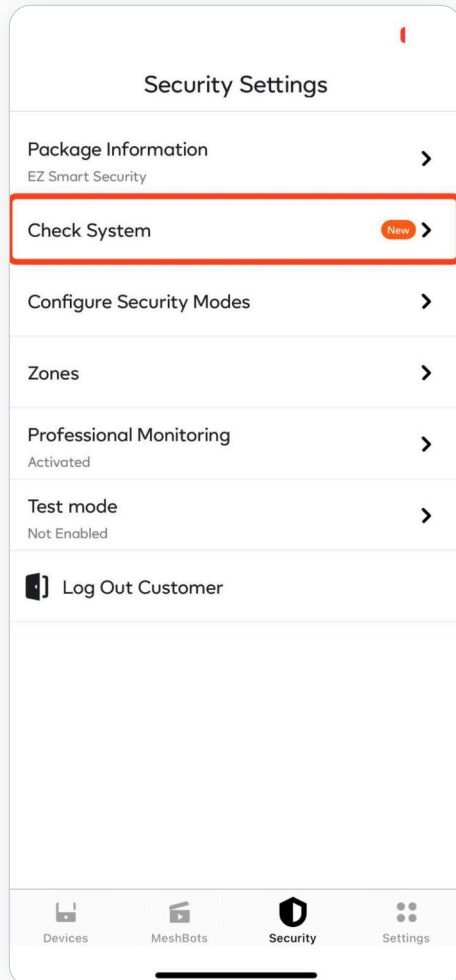 Security Settings
Package Information
EZ Smart Security
Check System
New
Configure Security Modes
Zones
Professional Monitoring
Activated
Test mode
Not Enabled
Log Out Customer
Devices
MeshBots
Security
Settings